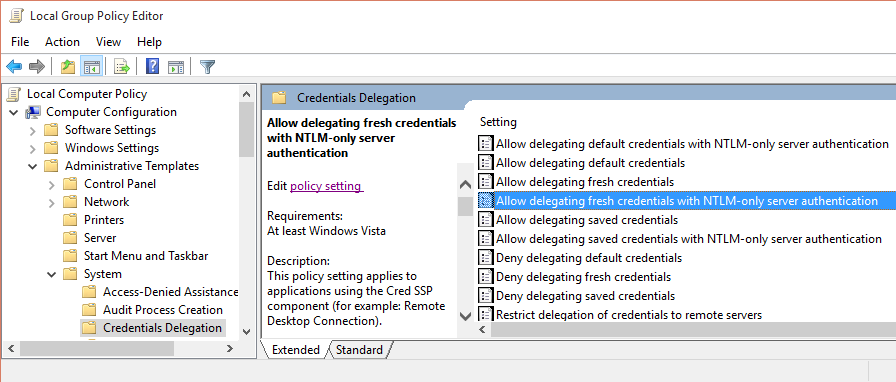 Local Group Policy Editor
File Action View Help
Local Computer Policy
Computer Configuration
Software Settings
Windows Settings
Administrative Templates
Control Panel
Network
Printers
Server
Start Menu and Taskbar
System
Access-Denied Assistance
Audit Process Creation
Credentials Delegation
Credentials Delegation
Allow delegating fresh credentials
with NTLM-only server
authentication
Edit policy setting
Requirements:
At least Windows Vista
Description:
This policy setting applies to
applications using the Cred SSP
component (for example: Remote
Desktop Connection).
Setting
Allow delegating default credentials with NTLM-only server authentication
Allow delegating default credentials
Allow delegating fresh credentials
Allow delegating fresh credentials with NTLM-only server authentication
Allow delegating saved credentials
Allow delegating saved credentials with NTLM-only server authentication
Deny delegating default credentials
Deny delegating fresh credentials
Deny delegating saved credentials
Restrict delegation of credentials to remote servers
Extended Standard